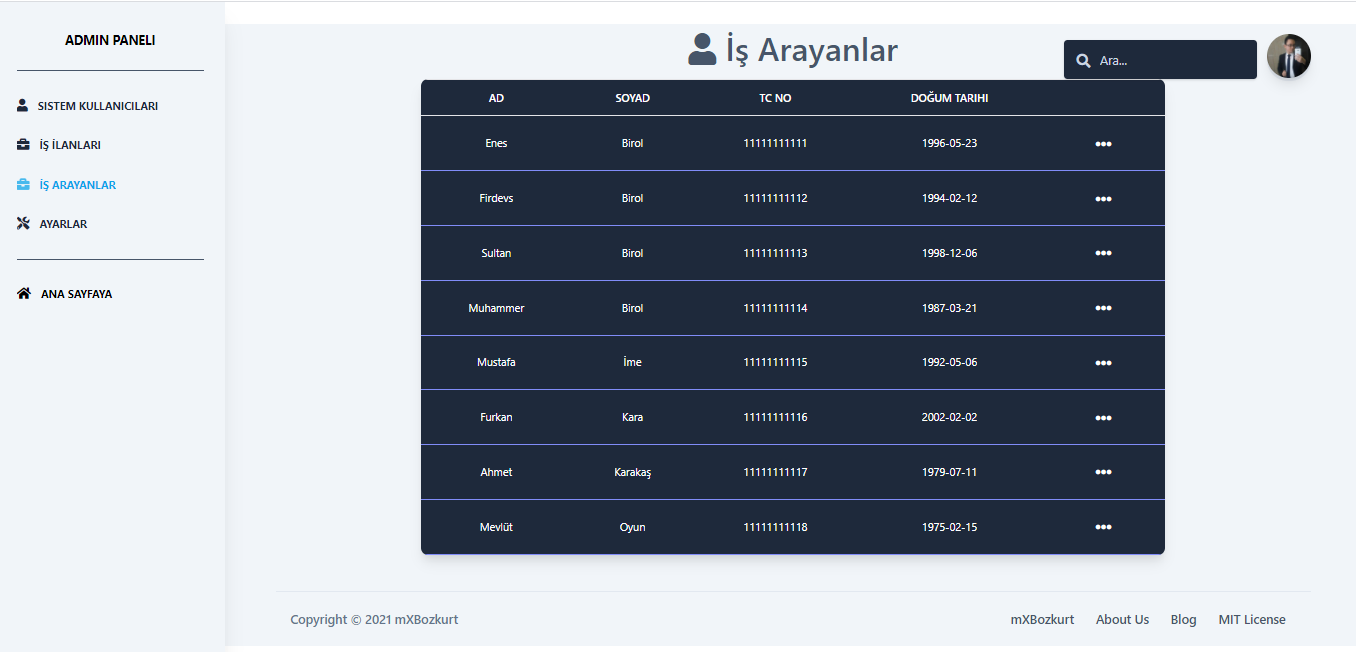 ADMIN PANELI
SISTEM KULLANICILARI
İŞ İLANLARI
İŞ ARAYANLAR
AYARLAR
ANA SAYFAYA
İş Arayanlar
Ara...
AD SOYAD TC NO DOĞUM TARIHI
Enes Birol 11111111111 1996-05-23
Firdevs Birol 11111111112 1994-02-12
Sultan Birol 11111111113 1998-12-06
Muhammer Birol 11111111114 1987-03-21
Mustafa İme 11111111115 1992-05-06
Furkan Kara 11111111116 2002-02-02
Ahmet Karakaş 11111111117 1979-07-11
Mevlüt Oyun 11111111118 1975-02-15
Copyright © 2021 mXBozkurt
mXBozkurt About Us Blog MIT License